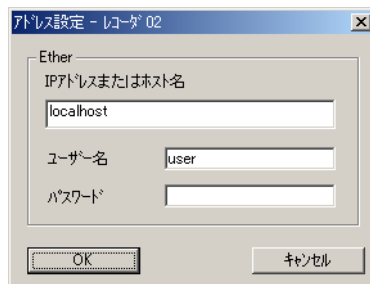 ｱﾄﾞﾚｽ設定 - ﾚｺｰﾀﾞ02
Ether
IPｱﾄﾞﾚｽまたはﾎｽﾄ名
localhost
ﾕｰｻﾞｰ名 user
ﾊﾟｽﾜｰﾄﾞ
OK ｷｬﾝｾﾙ